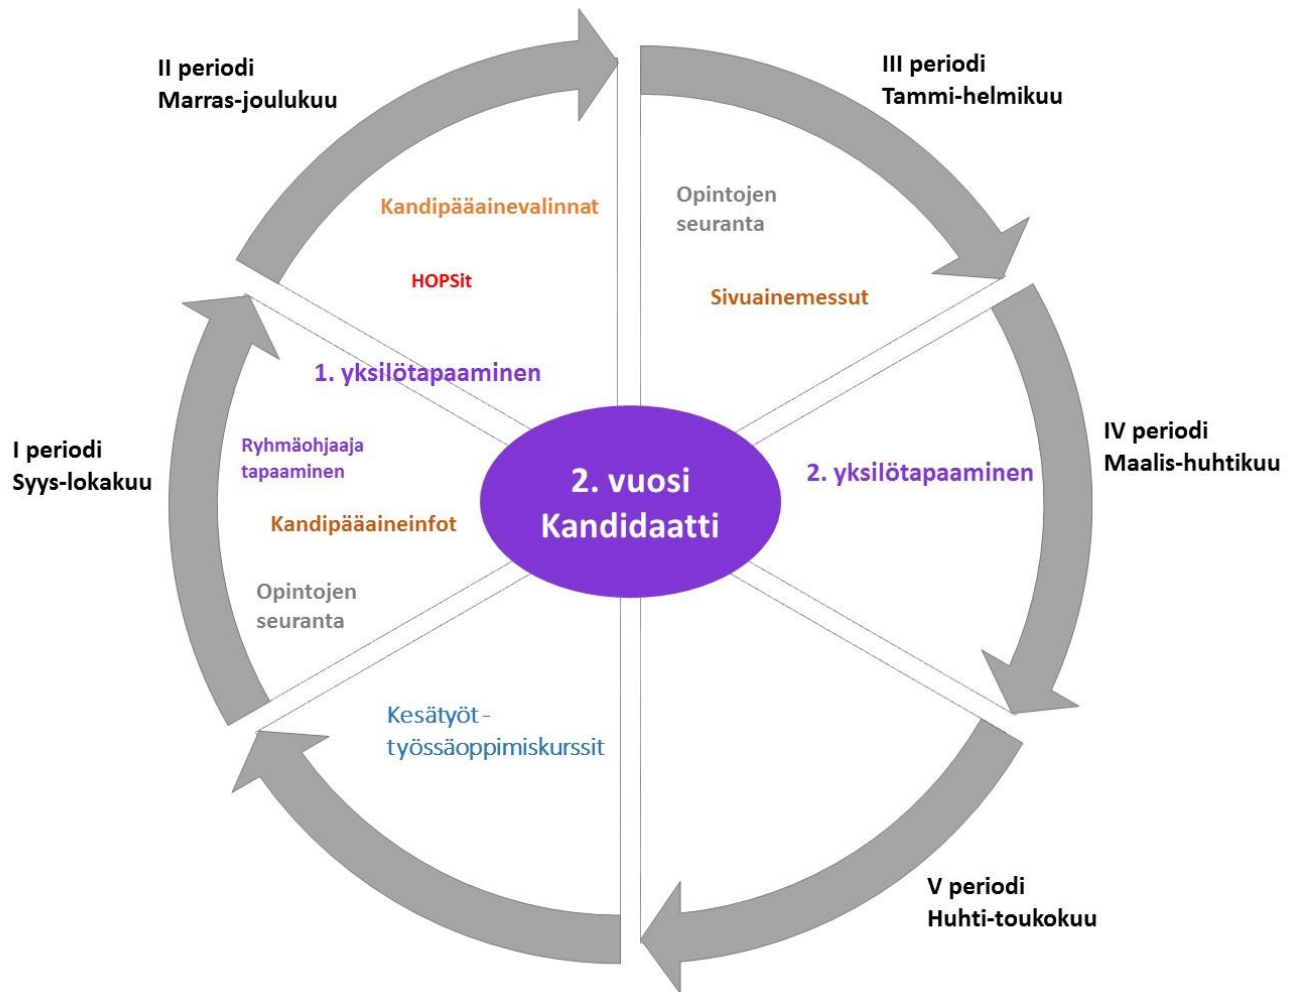 II periodi
Marras-joulukuu
III periodi
Tammi-helmikuu
Kandipääainevalinnat
HOPSit
Opintojen
seuranta
Sivuainemessut
1. yksilötapaaminen
I periodi
Syys-lokakuu
Ryhmäohjaaja
tapaaminen
Kandipääaineinfot
Opintojen
seuranta
2. vuosi
Kandidaatti
2. yksilötapaaminen
IV periodi
Maalis-huhtikuu
Kesätyöt -
työssäoppimiskurssit
V periodi
Huhti-toukokuu